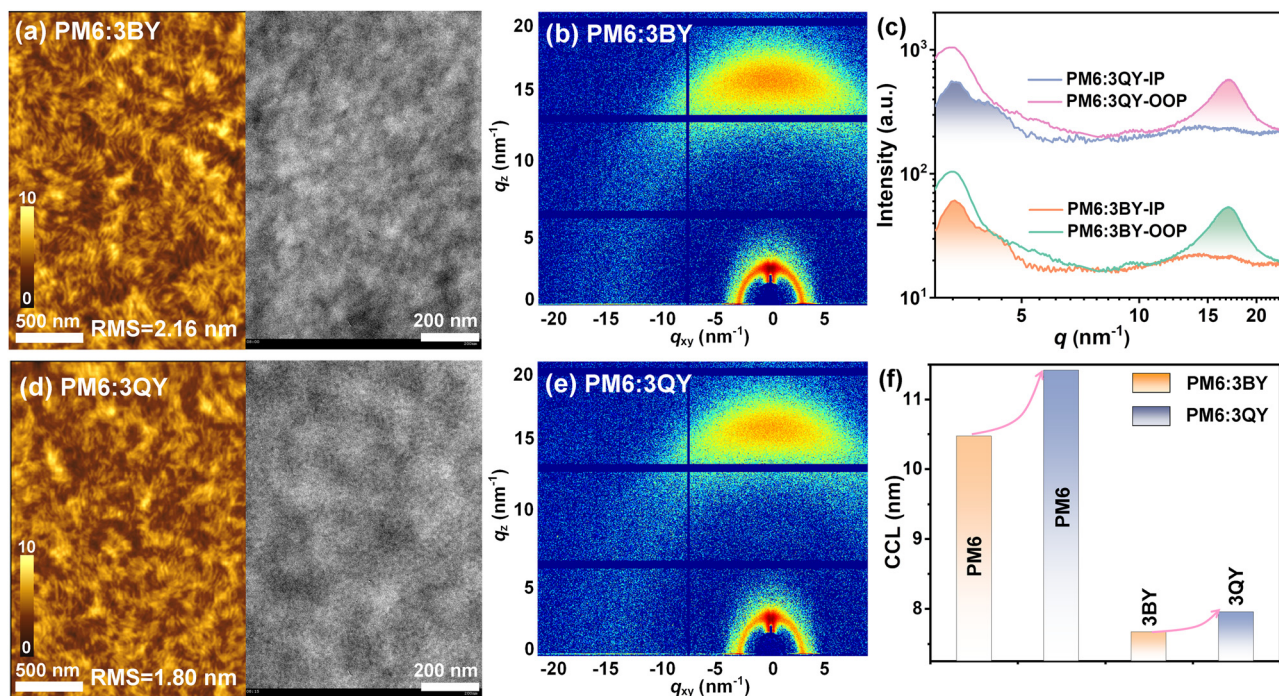 (a) PM6:3BY
10
0
500 nm
RMS=2.16 nm
200 nm
(b) PM6:3BY
20
15
10
5
0
qz (nm-1)
-20 -15 -10 -5 0 5
qxy (nm-1)
(c)
103
102
101
Intensity (a.u.)
PM6:3QY-IP
PM6:3QY-OOP
PM6:3BY-IP
PM6:3BY-OOP
5 10 15 20
q (nm-1)
(d) PM6:3QY
10
0
500 nm
RMS=1.80 nm
200 nm
(e) PM6:3QY
20
15
10
5
0
qz (nm-1)
-20 -15 -10 -5 0 5
qxy (nm-1)
(f)
11
10
9
8
CCL (nm)
PM6:3BY
PM6:3QY
PM6
PM6
3BY
3QY